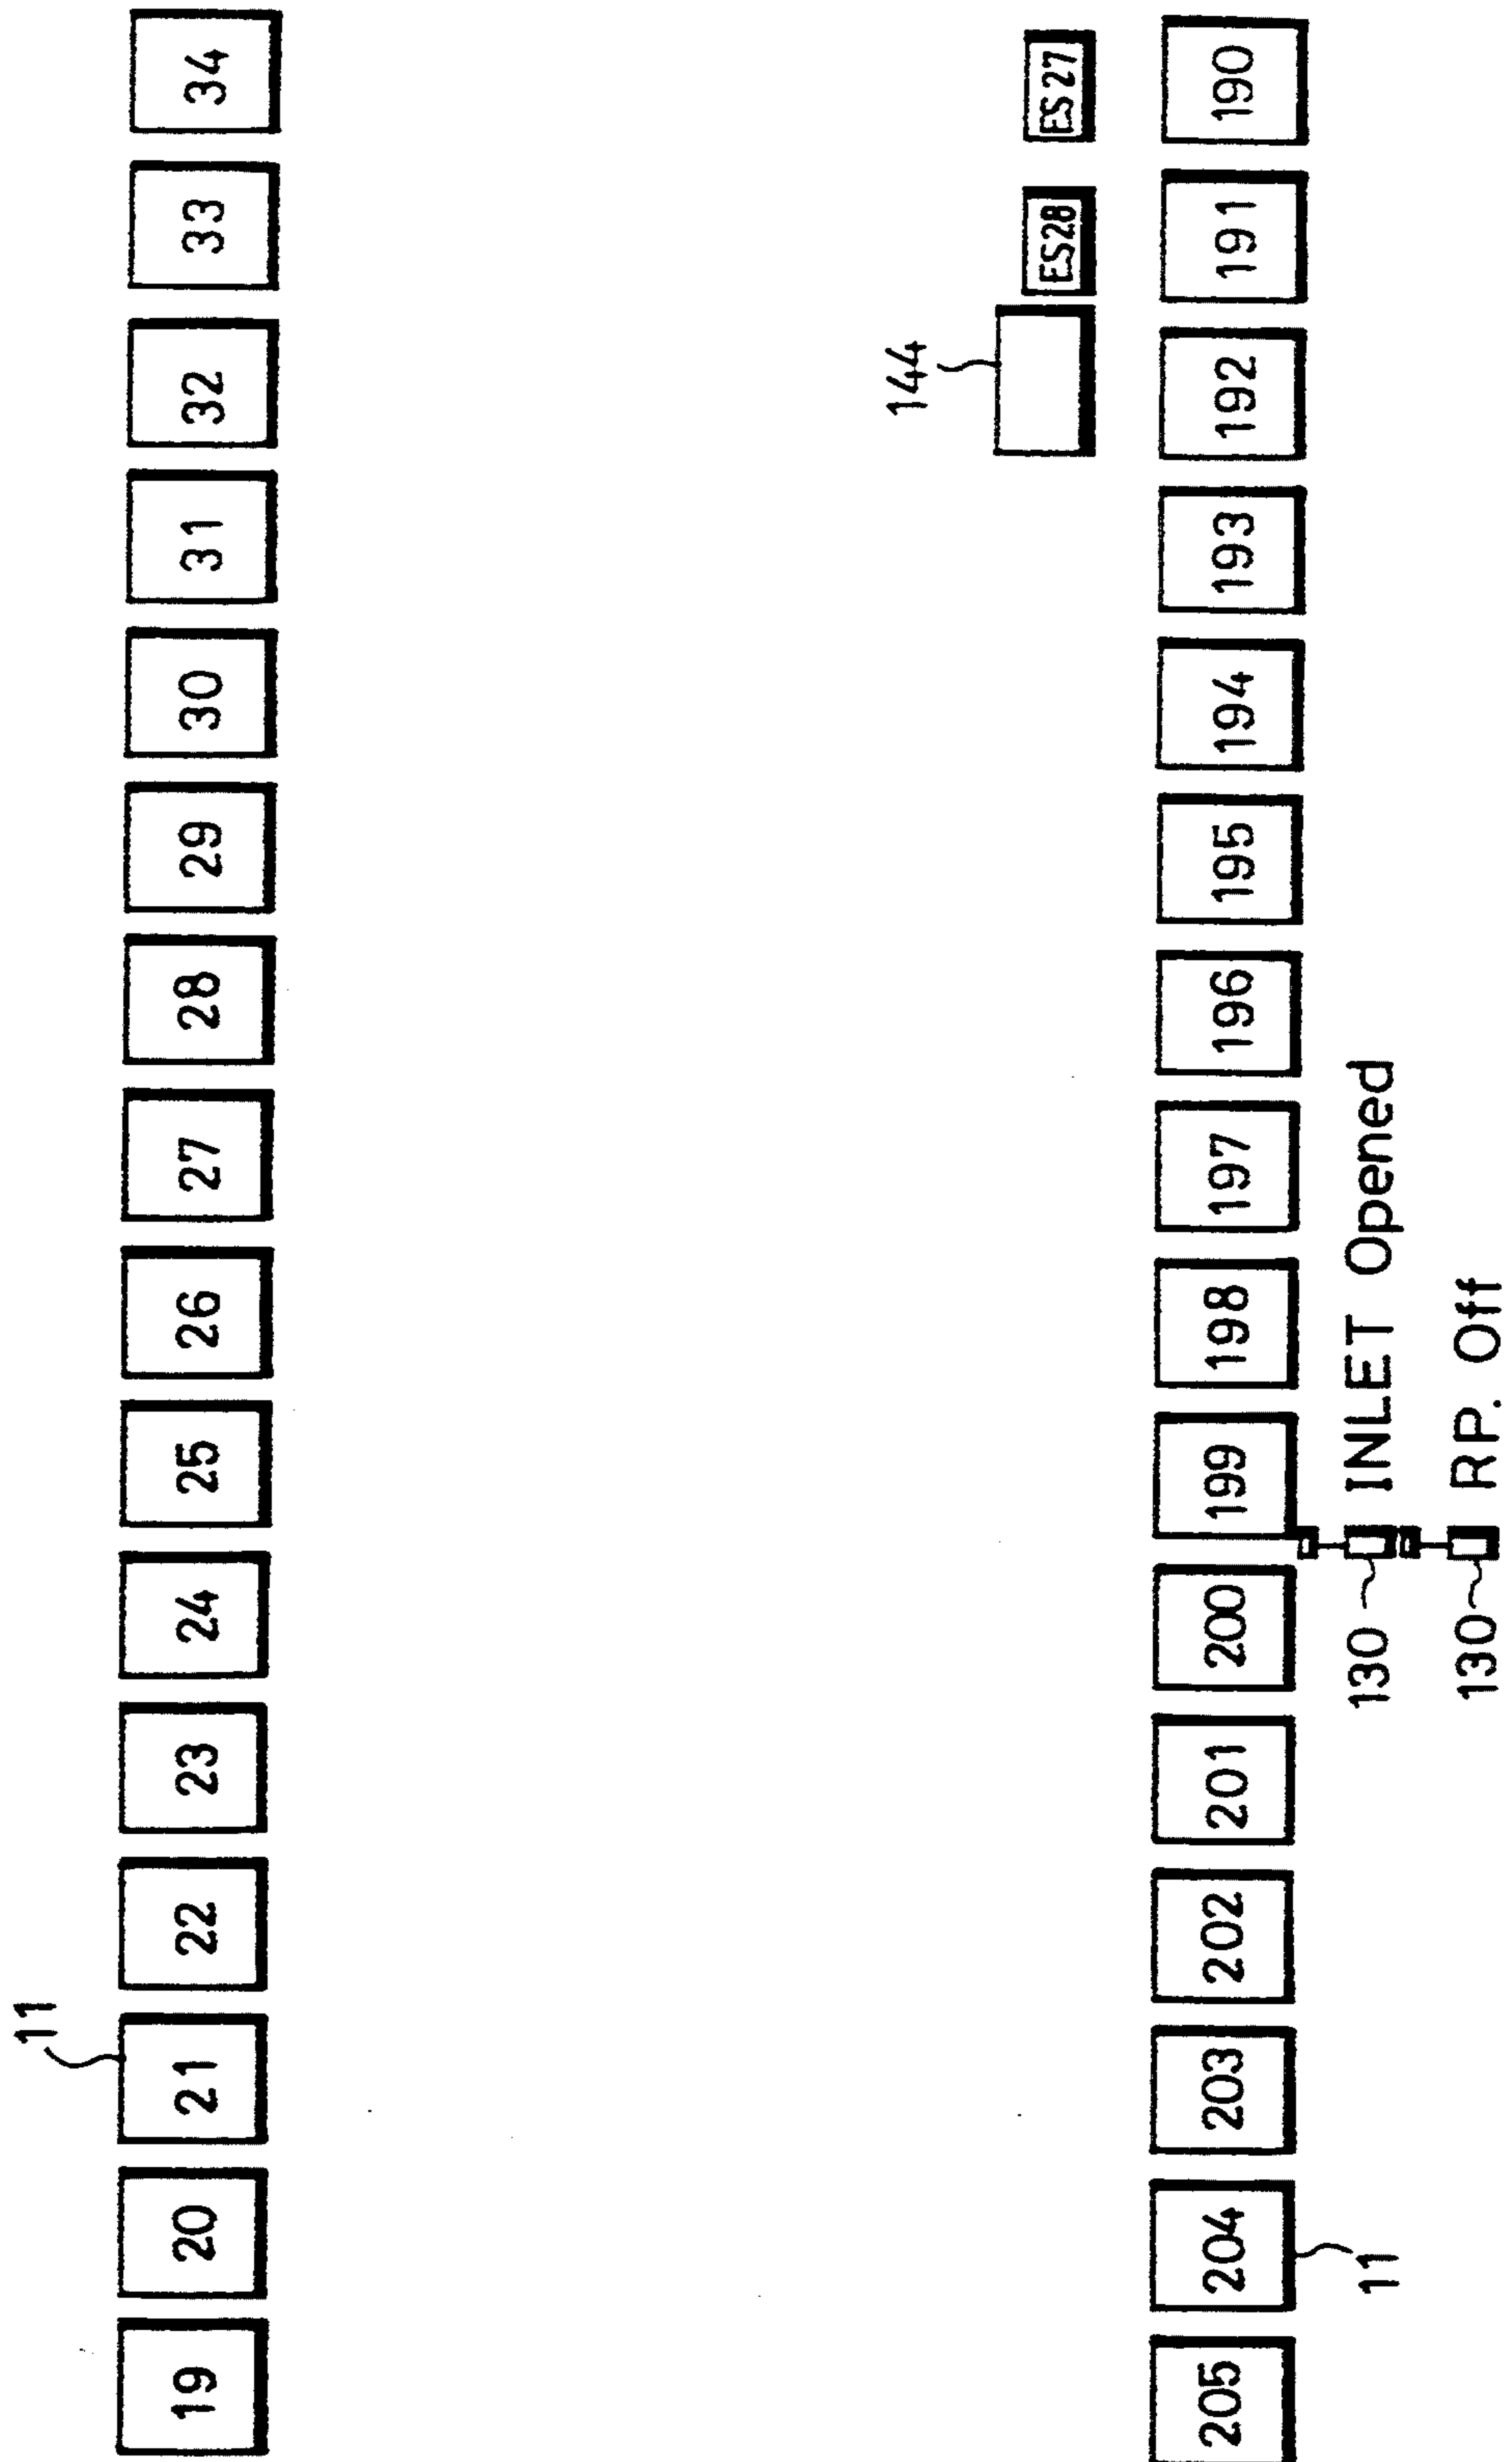 11
19 20 21 22 23 24 25 26 27 28 29 30 31 32 33 34
144
ES28 ES 27
205 204 203 202 201 200 199 198 197 196 195 194 193 192 191 190
11
130 INLET Opened
130 RP. Off